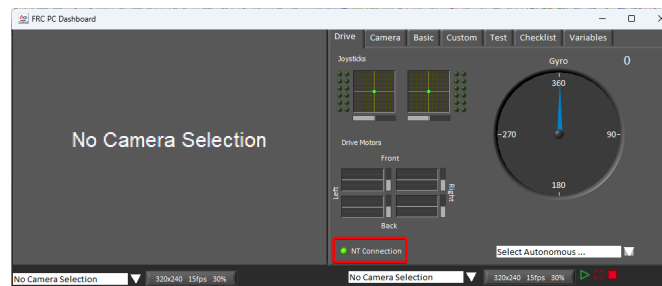 FRC PC Dashboard
Drive Camera Basic Custom Test Checklist Variables
No Camera Selection
Joysticks
Gyro 0
360
-270 90-
180
Drive Motors
Front
Left Right
Back
NT Connection
Select Autonomous ...
No Camera Selection 320x240 15fps 30%
No Camera Selection 320x240 15fps 30%